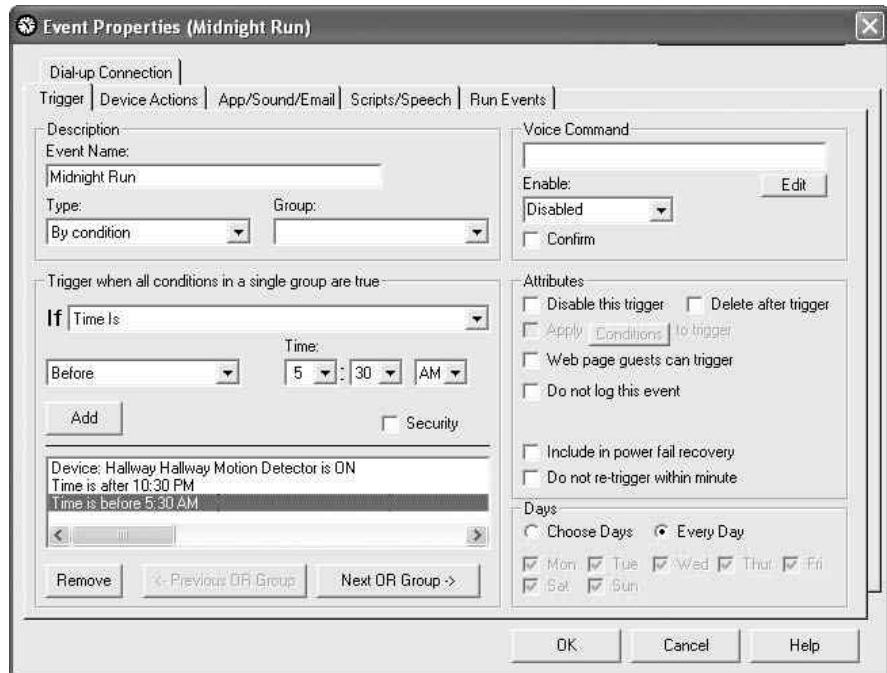 Event Properties (Midnight Run)
Dial-up Connection
Trigger Device Actions App/Sound/Email Scripts/Speech Run Events
Description
Event Name:
Midnight Run
Type: Group:
By condition
Voice Command
Enable: Edit
Disabled
Confirm
Trigger when all conditions in a single group are true
If Time Is
Time:
Before 5 : 30 AM
Add Security
Device: Hallway Hallway Motion Detector is ON
Time is after 10:30 PM
Time is before 5:30 AM
Remove <- Previous OR Group Next OR Group ->
Attributes
Disable this trigger Delete after trigger
Apply Conditions to trigger
Web page guests can trigger
Do not log this event
Include in power fail recovery
Do not re-trigger within minute
Days
Choose Days Every Day
Mon Tue Wed Thur Fri
Sat Sun
OK Cancel Help